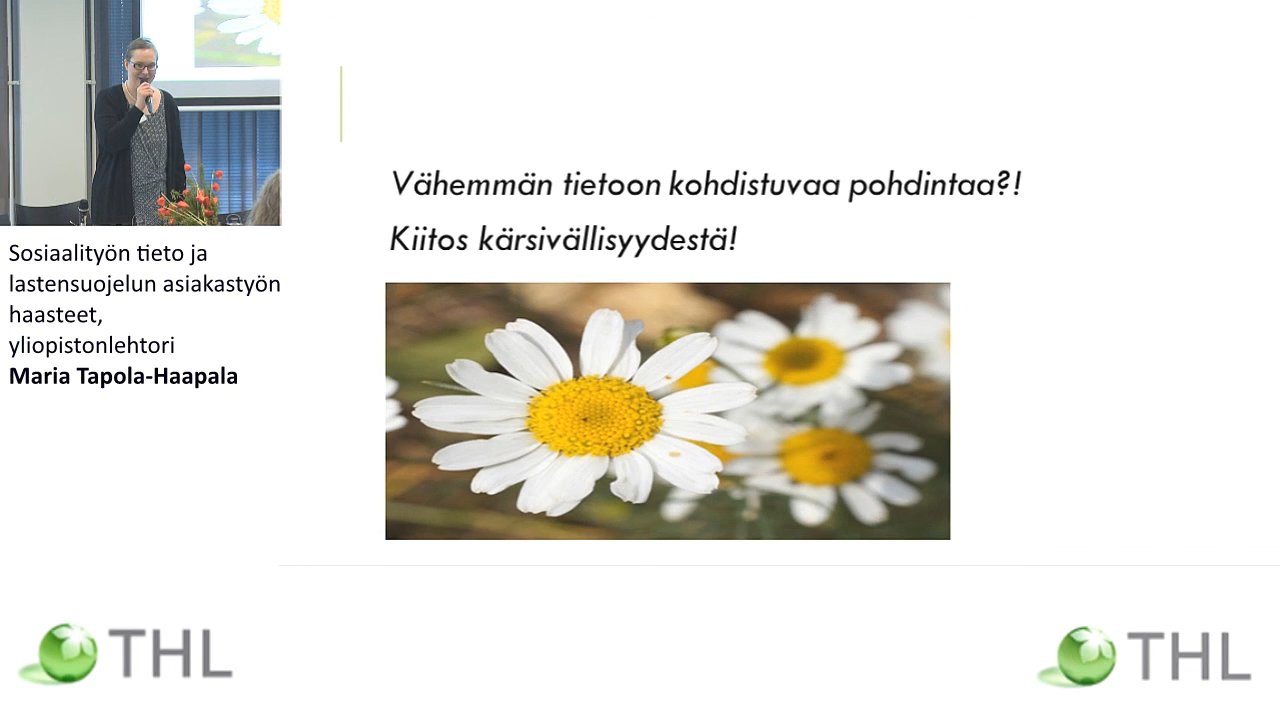 Sosiaalityön tieto ja
lastensuojelun asiakastyön
haasteet,
yliopistonlehtori
Maria Tapola-Haapala
Vähemmän tietoon kohdistuvaa pohdintaa?!
Kiitos kärsivällisyydestä!
THL
THL